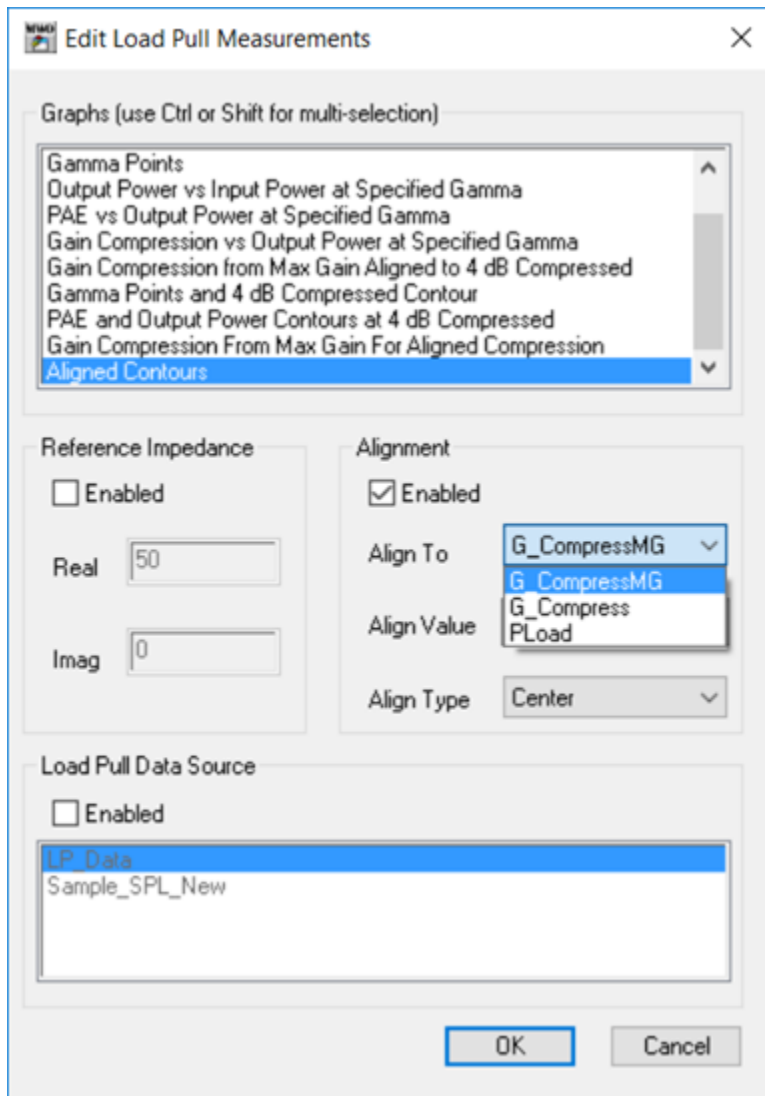 Edit Load Pull Measurements
Graphs (use Ctrl or Shift for multi-selection)
Gamma Points
Output Power vs Input Power at Specified Gamma
PAE vs Output Power at Specified Gamma
Gain Compression vs Output Power at Specified Gamma
Gain Compression from Max Gain Aligned to 4 dB Compressed
Gamma Points and 4 dB Compressed Contour
PAE and Output Power Contours at 4 dB Compressed
Gain Compression From Max Gain For Aligned Compression
Aligned Contours
Reference Impedance
Enabled
Real 50
Imag 0
Alignment
Enabled
Align To G_CompressMG
G_CompressMG
G_Compress
PLoad
Align Value
Align Type Center
Load Pull Data Source
Enabled
LP_Data
Sample_SPL_New
OK Cancel